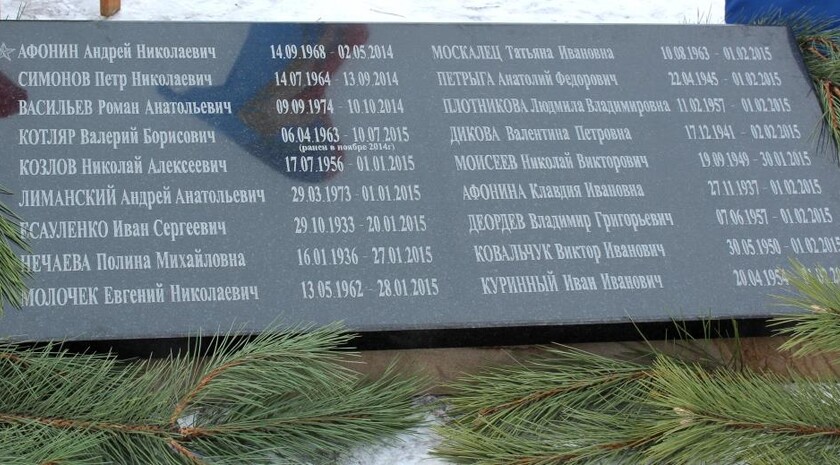 АФОНИН Андрей Николаевич 14.09.1968 - 02.05.2014
СИМОНОВ Петр Николаевич 14.07.1964 - 13.09.2014
ВАСИЛЬЕВ Роман Анатольевич 09.09.1974 - 10.10.2014
КОТЛЯР Валерий Борисович 06.04.1963 - 10.07.2015
(ранен в ноябре 2014г)
КОЗЛОВ Николай Алексеевич 17.07.1956 - 01.01.2015
ЛИМАНСКИЙ Андрей Анатольевич 29.03.1973 - 01.01.2015
ЕСАУЛЕНКО Иван Сергеевич 29.10.1933 - 20.01.2015
НЕЧАЕВА Полина Михайловна 16.01.1936 - 27.01.2015
МОЛОЧЕК Евгений Николаевич 13.05.1962 - 28.01.2015
МОСКАЛЕЦ Татьяна Ивановна 10.08.1963 - 01.02.2015
ПЕТРЫГА Анатолий Федорович 22.04.1945 - 01.02.2015
ПЛОТНИКОВА Людмила Владимировна 11.02.1957 - 01.02.2015
ДИКОВА Валентина Петровна 17.12.1941 - 02.02.2015
МОИСЕЕВ Николай Викторович 19.09.1949 - 30.01.2015
АФОНИНА Клавдия Ивановна 27.11.1937 - 01.02.2015
ДЕОРДЕВ Владимир Григорьевич 07.06.1957 - 01.02.2015
КОВАЛЬЧУК Виктор Иванович 30.05.1950 - 01.02.20
КУРИННЫЙ Иван Иванович 20.04.195